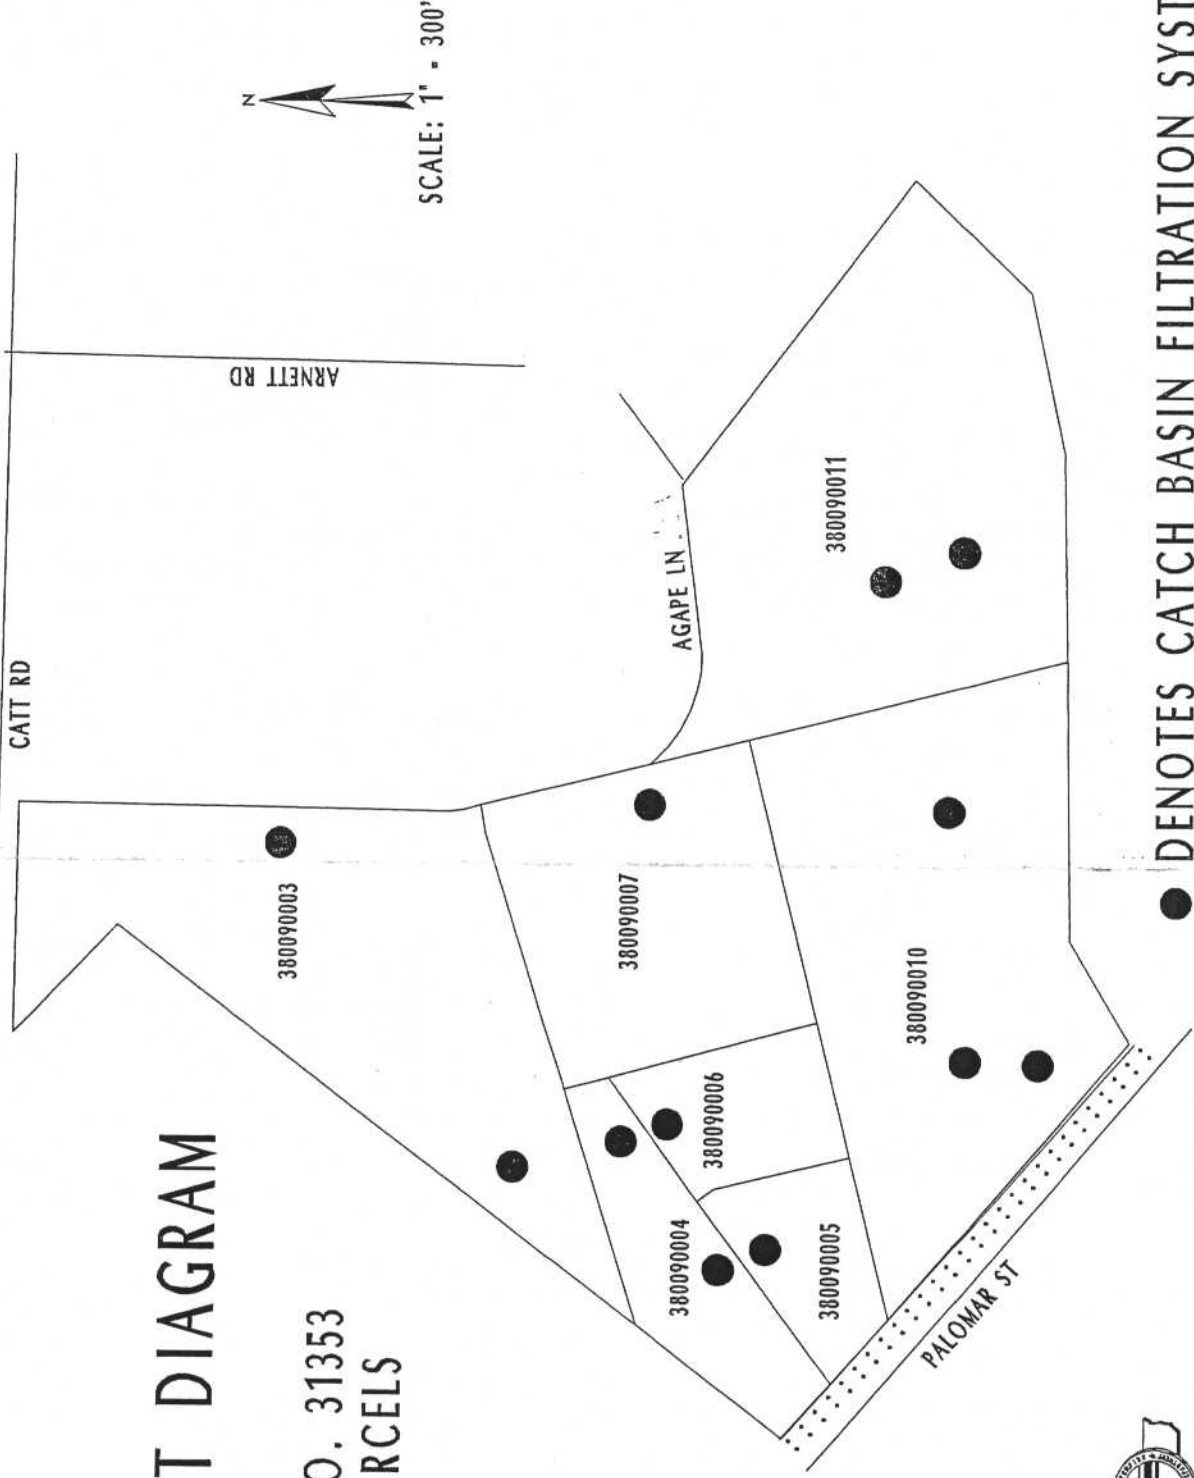 T DIAGRAM
O. 31353
RCELS
N
SCALE: 1" = 300'
CATT RD
ARNETT RD
AGAPE LN
380090003
380090007
380090011
380090006
380090010
380090004
380090005
PALOMAR ST
DENOTES CATCH BASIN FILTRATION SYST